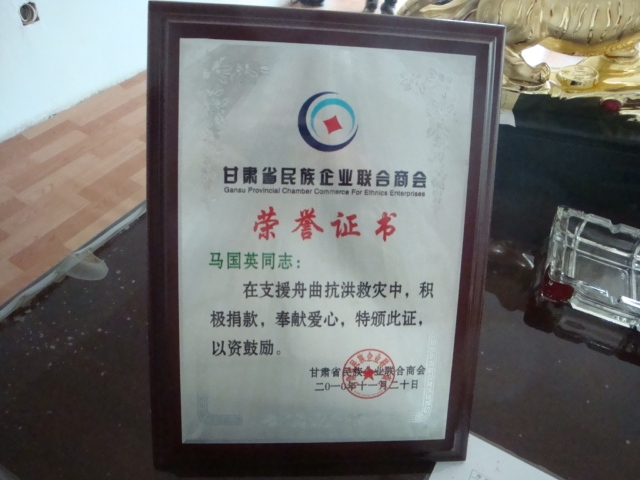 甘肃省民族企业联合商会
Gansu Provincial Chamber Commerce For Ethnics Enterprises
荣誉证书
马国英同志：
在支援舟曲抗洪救灾中，积
极捐款，奉献爱心，特颁此证，
以资鼓励。
甘肃省民族企业联合商会
二〇一〇年十一月二十日